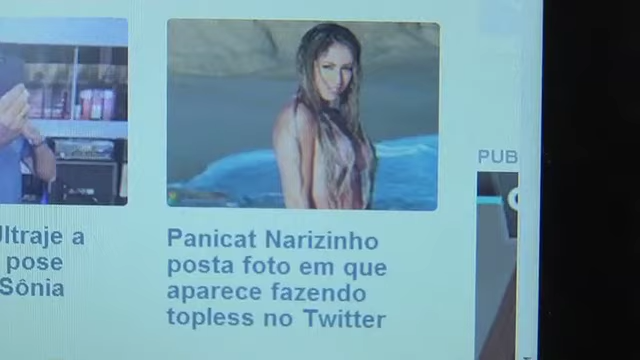 Ultraje a
pose
Sônia
Panicat Narizinho
posta foto em que
aparece fazendo
topless no Twitter
PUB